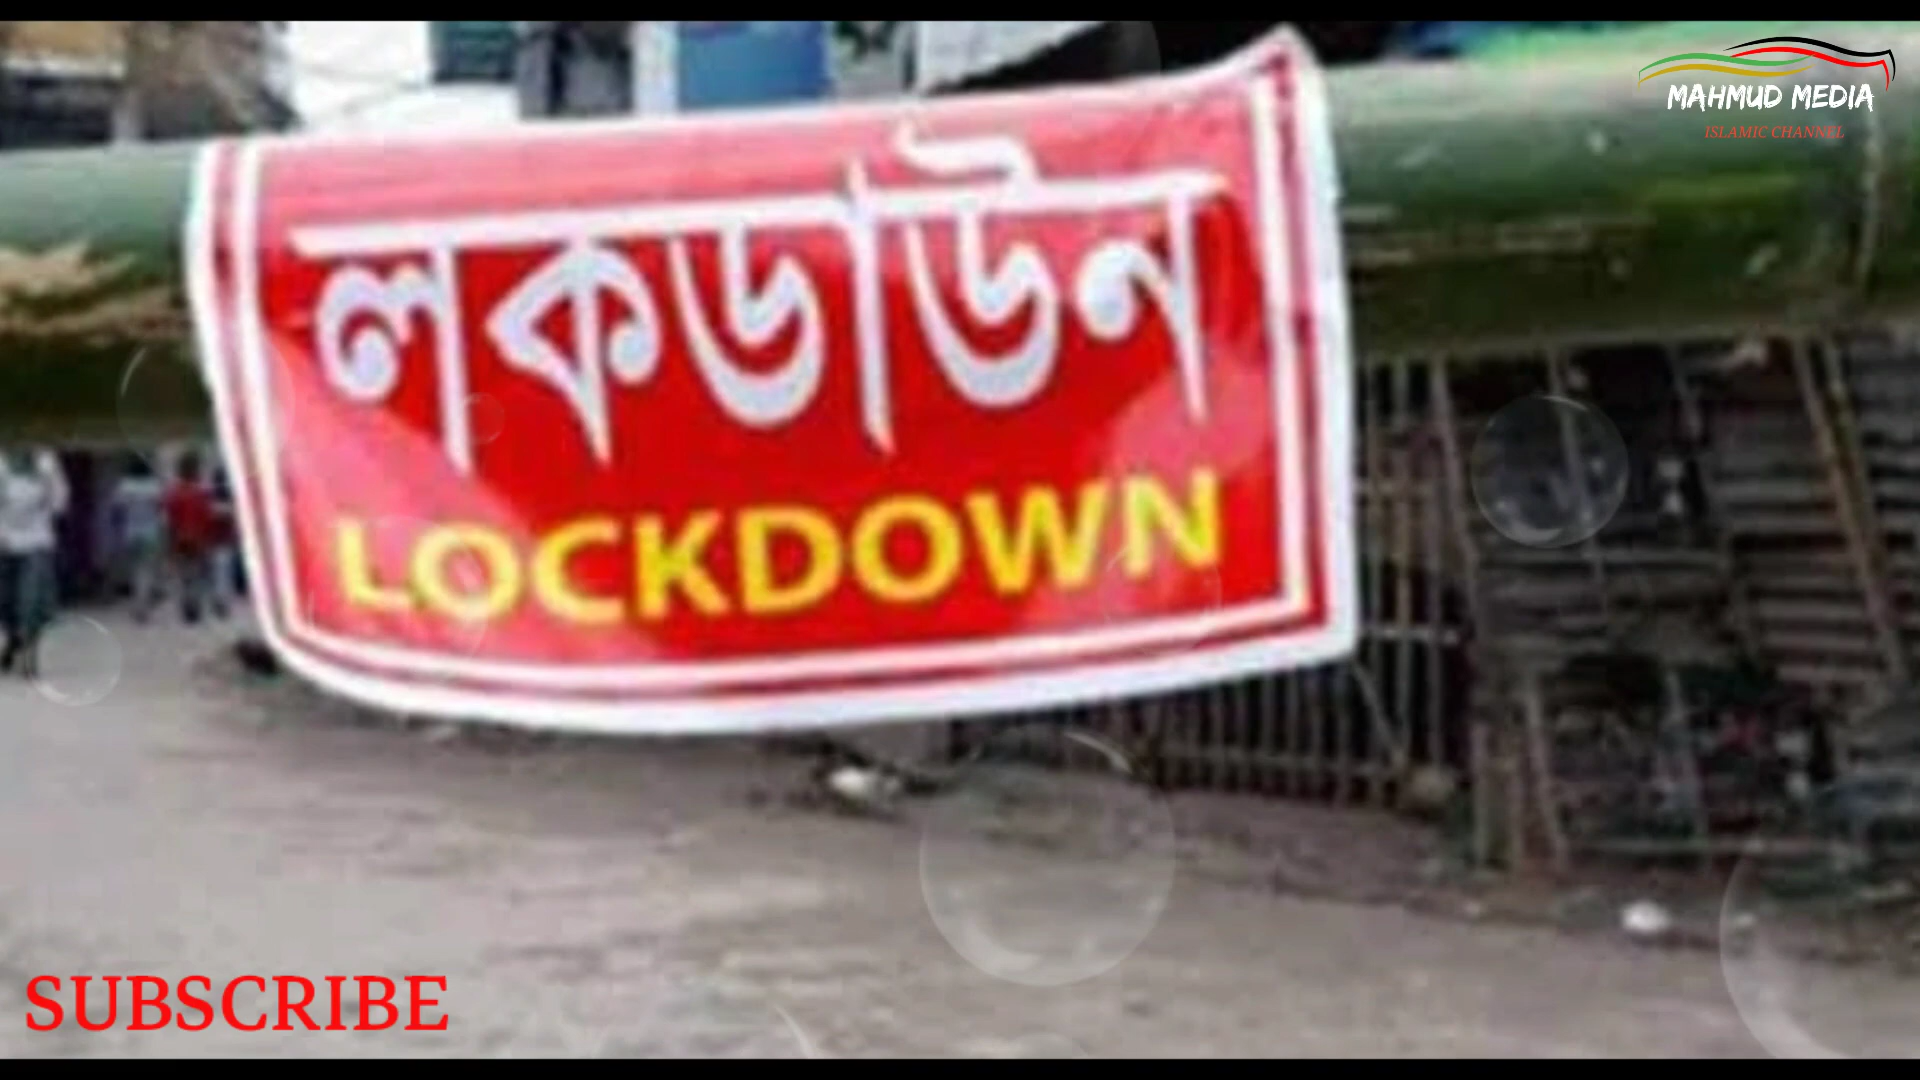 MAHMUD MEDIA
ISLAMIC CHANNEL
লকডাউন
LOCKDOWN
SUBSCRIBE